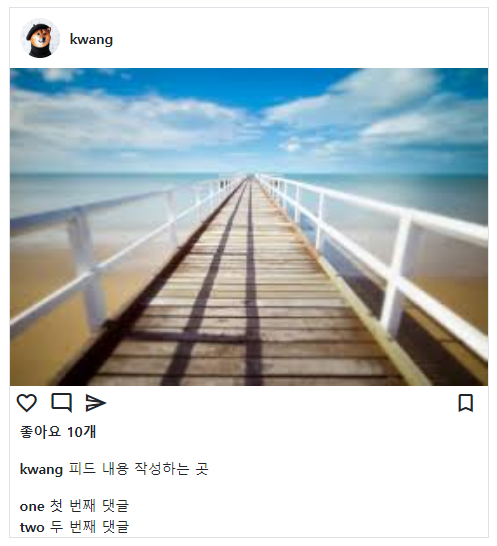 kwang
좋아요 10개
kwang 피드 내용 작성하는 곳
one 첫 번째 댓글
two 두 번째 댓글